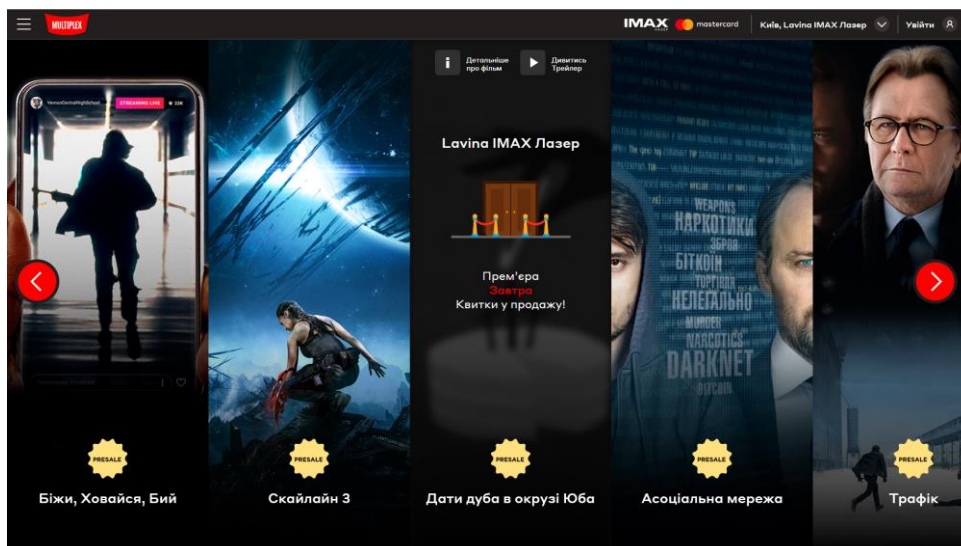 MULTIPLEX
IMAX mastercard
Київ, Lavina IMAX Лазер
Увійти
VernonCentralHighSchool STREAMING LIVE 33K
Детальніше
про фільм
Дивитись
Трейлер
Lavina IMAX Лазер
Прем'єра
Завтра
Квитки у продажу!
WEAPONS
НАРКОТИКИ
ЗБРОЯ
БІТКОЇН
ТОРГІВЛЯ
НЕЛЕГАЛЬНО
MURDER
NARCOTICS
DARKNET
BITCOIN
PRESALE
Біжи, Ховайся, Бий
PRESALE
Скайлайн 3
PRESALE
Дати дуба в окрузі Юба
PRESALE
Асоціальна мережа
PRESALE
Трафік